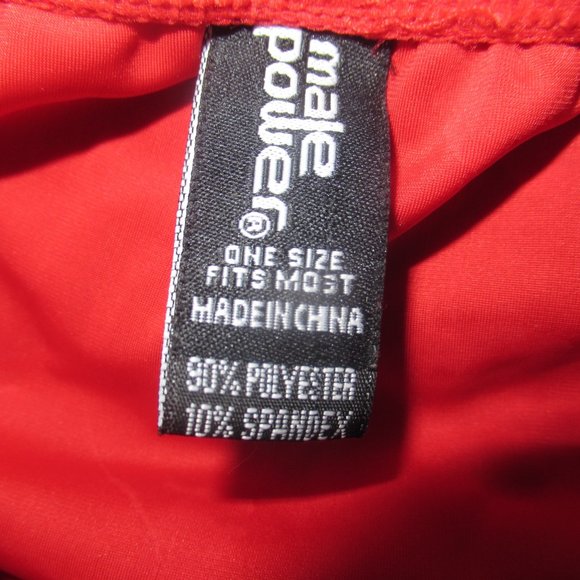 male
power®
ONE SIZE
FITS MOST
MADE IN CHINA
90% POLYESTER
10% SPANDEX